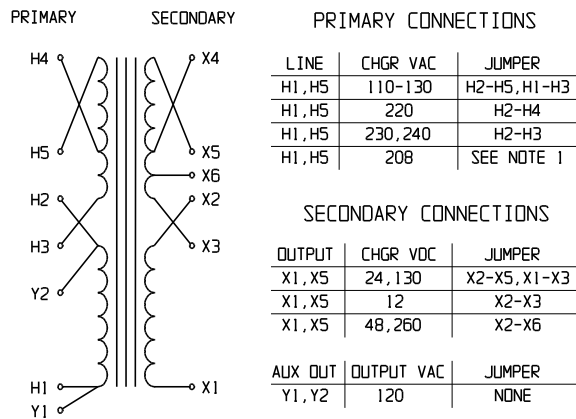 PRIMARY SECONDARY
H4 X4
H5 X5
X6
H2 X2
H3 X3
Y2
H1 X1
Y1
PRIMARY CONNECTIONS
LINE CHGR VAC JUMPER
H1,H5 110-130 H2-H5,H1-H3
H1,H5 220 H2-H4
H1,H5 230,240 H2-H3
H1,H5 208 SEE NOTE 1
SECONDARY CONNECTIONS
OUTPUT CHGR VDC JUMPER
X1,X5 24,130 X2-X5,X1-X3
X1,X5 12 X2-X3
X1,X5 48,260 X2-X6
AUX OUT OUTPUT VAC JUMPER
Y1,Y2 120 NONE